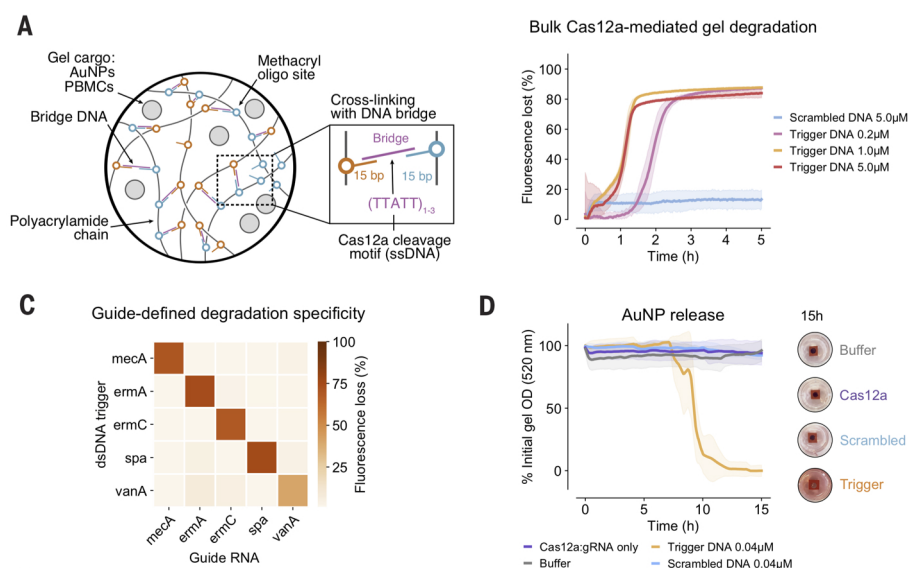 A
Gel cargo:
AuNPs
PBMCs
Methacryl
oligo site
Bridge DNA
Cross-linking
with DNA bridge
Bridge
15 bp
15 bp
(TTATT)1-3
Polyacrylamide
chain
Cas12a cleavage
motif (ssDNA)
Bulk Cas12a-mediated gel degradation
Fluorescence lost (%)
100
80
60
40
20
0
0 1 2 3 4 5
Time (h)
Scrambled DNA 5.0μM
Trigger DNA 0.2μM
Trigger DNA 1.0μM
Trigger DNA 5.0μM
C
Guide-defined degradation specificity
dsDNA trigger
mecA
ermA
ermC
spa
vanA
mecA ermA ermC spa vanA
Guide RNA
100
75
50
25
Fluorescence loss (%)
D
AuNP release
% Initial gel OD (520 nm)
100
50
0
0 5 10 15
Time (h)
Cas12a:gRNA only
Buffer
Trigger DNA 0.04μM
Scrambled DNA 0.04μM
15h
Buffer
Cas12a
Scrambled
Trigger